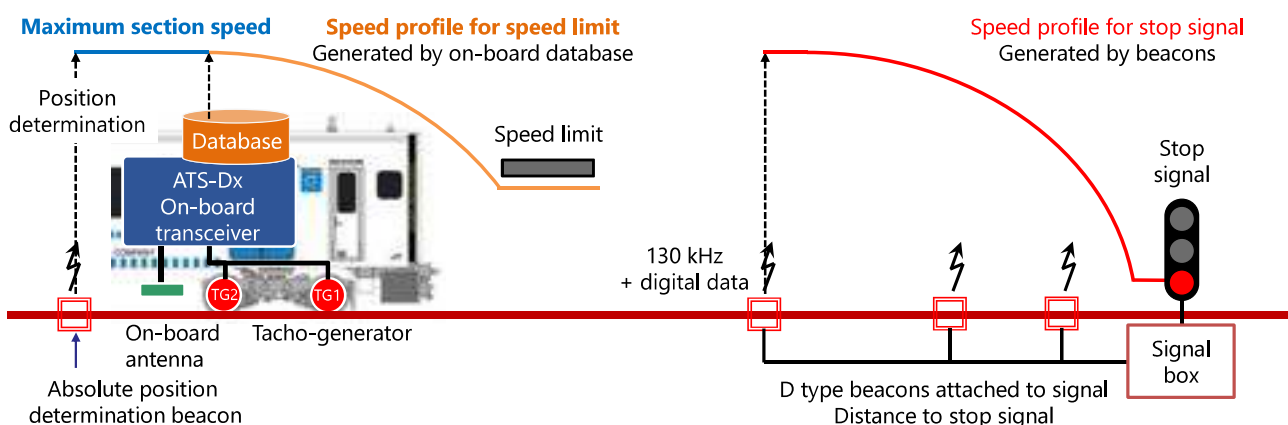 Maximum section speed
Speed profile for speed limit
Generated by on-board database
Speed profile for stop signal
Generated by beacons
Position
determination
Database
Speed limit
ATS-Dx
On-board
transceiver
Stop
signal
130 kHz
+ digital data
TG2
TG1
On-board
antenna
Tacho-generator
Absolute position
determination beacon
Signal
box
D type beacons attached to signal
Distance to stop signal